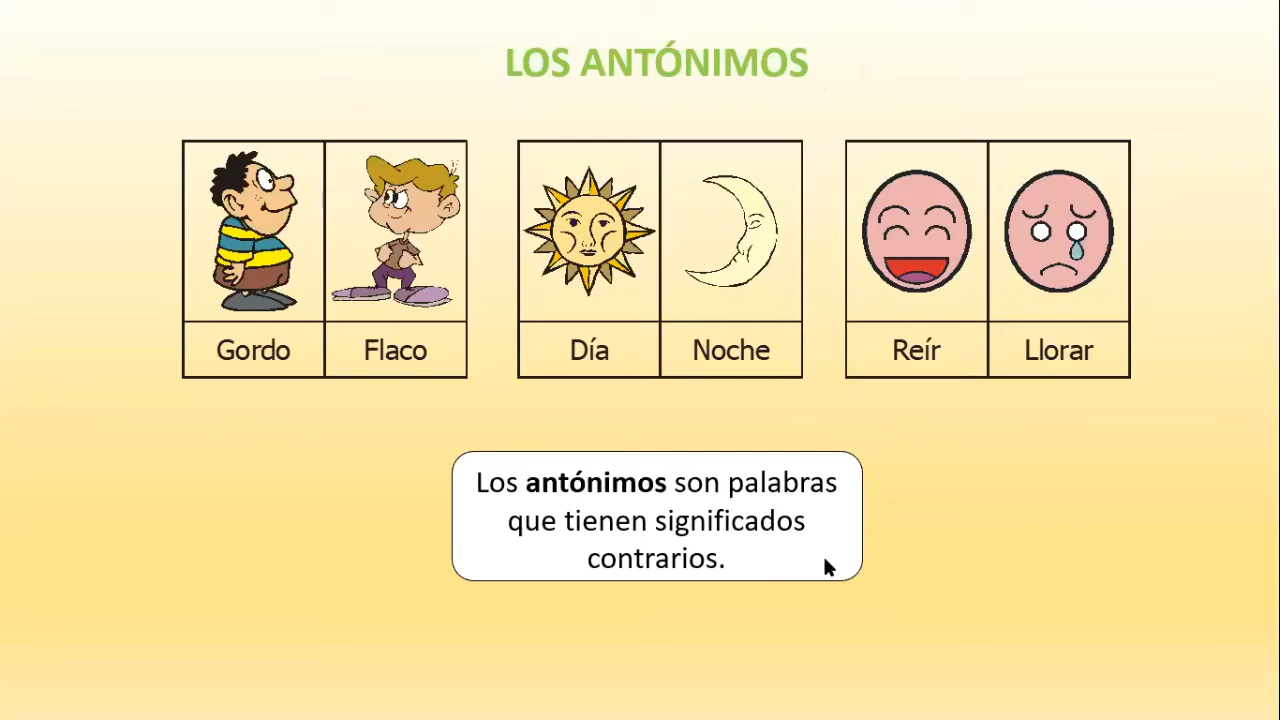 LOS ANTÓNIMOS
Gordo
Flaco
Día
Noche
Reír
Llorar
Los antónimos son palabras
que tienen significados
contrarios.